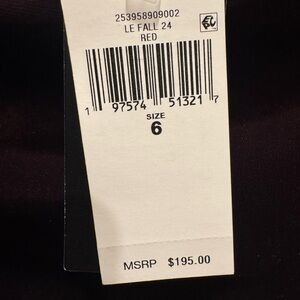 253958909002
LE FALL 24
RED
1 97574 51321 7
SIZE
6
MSRP $195.00